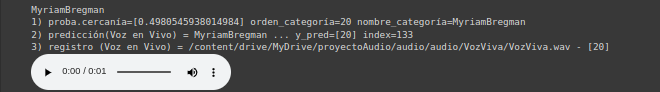 MyriamBregman
1) proba.cercanía=[0.4980545938014984] orden_categoría=20 nombre_categoría=MyriamBregman
2) predicción(Voz en Vivo) = MyriamBregman ... y_pred=[20] index=133
3) registro (Voz en Vivo) = /content/drive/MyDrive/proyectoAudio/audio/audio/VozViva/VozViva.wav - [20]
0:00 / 0:01